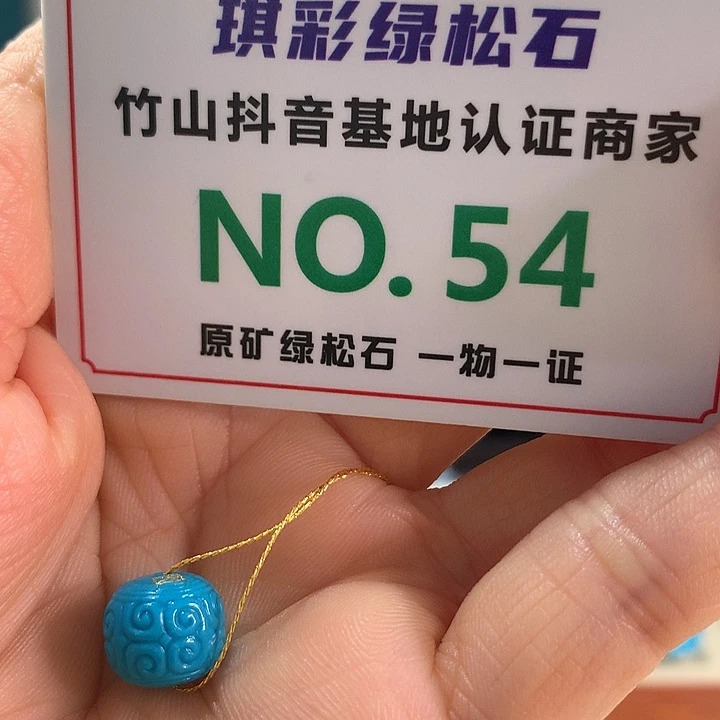 琪彩绿松石
竹山抖音基地认证商家
NO.54
原矿绿松石 一物一证